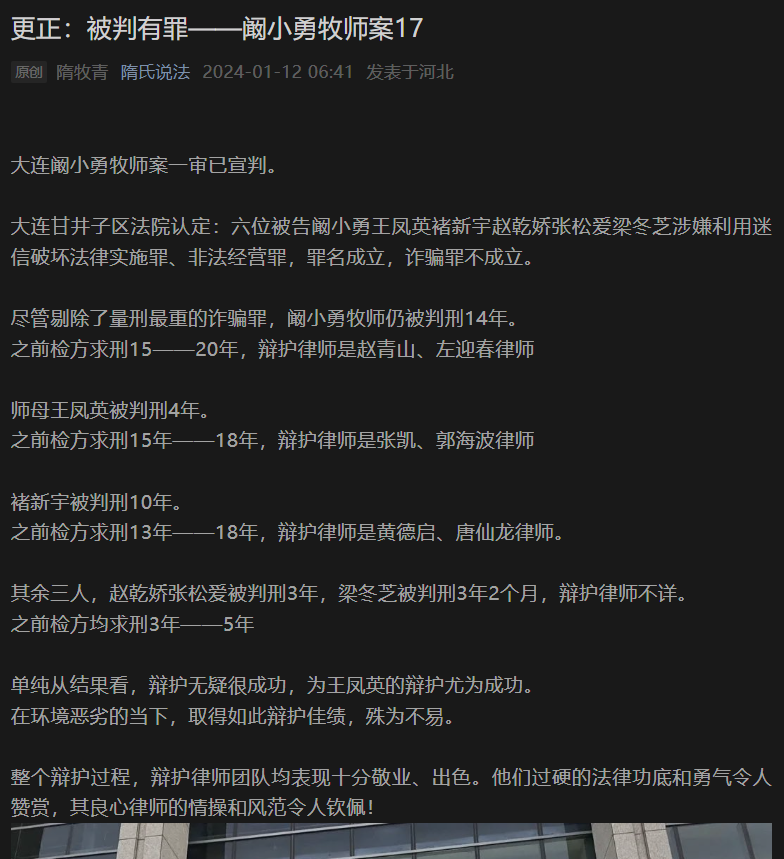 更正：被判有罪——阚小勇牧师案17
原创 隋牧青 隋氏说法 2024-01-12 06:41 发表于河北
大连阚小勇牧师案一审已宣判。
大连甘井子区法院认定：六位被告阚小勇王凤英褚新宇赵乾娇张松爱梁冬芝涉嫌利用迷
信破坏法律实施罪、非法经营罪，罪名成立，诈骗罪不成立。
尽管剔除了量刑最重的诈骗罪，阚小勇牧师仍被判刑14年。
之前检方求刑15——20年，辩护律师是赵青山、左迎春律师
师母王凤英被判刑4年。
之前检方求刑15年——18年，辩护律师是张凯、郭海波律师
褚新宇被判刑10年。
之前检方求刑13年——18年，辩护律师是黄德启、唐仙龙律师。
其余三人，赵乾娇张松爱被判刑3年，梁冬芝被判刑3年2个月，辩护律师不详。
之前检方均求刑3年——5年
单纯从结果看，辩护无疑很成功，为王凤英的辩护尤为成功。
在环境恶劣的当下，取得如此辩护佳绩，殊为不易。
整个辩护过程，辩护律师团队均表现十分敬业、出色。他们过硬的法律功底和勇气令人
赞赏，其良心律师的情操和风范令人钦佩！